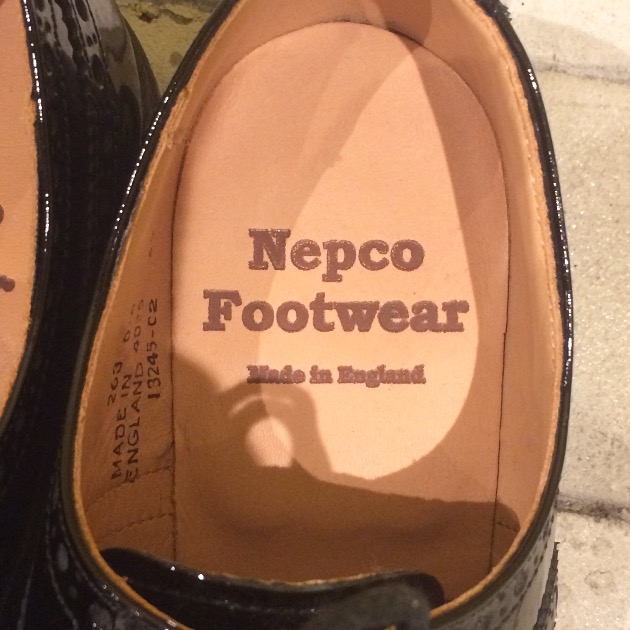 Nepco
Footwear
Made in England
MADE IN
ENGLAND
13245-C2